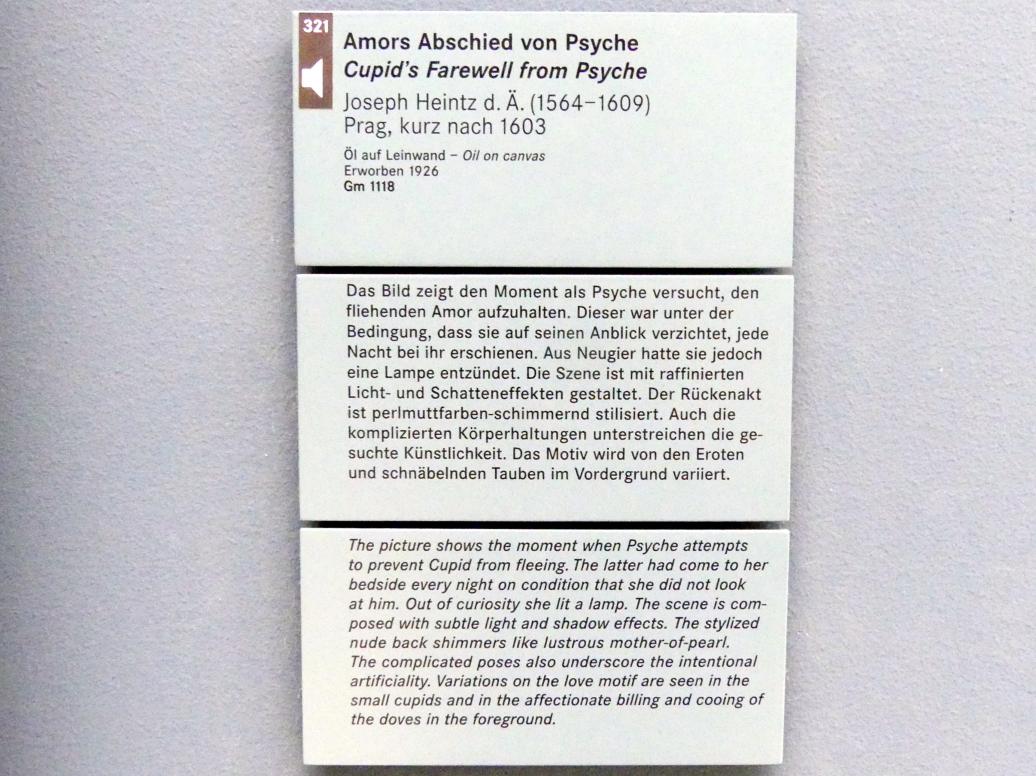 321
Amors Abschied von Psyche
Cupid's Farewell from Psyche
Joseph Heintz d. Ä. (1564–1609)
Prag, kurz nach 1603
Öl auf Leinwand – Oil on canvas
Erworben 1926
Gm 1118
Das Bild zeigt den Moment als Psyche versucht, den
fliehenden Amor aufzuhalten. Dieser war unter der
Bedingung, dass sie auf seinen Anblick verzichtet, jede
Nacht bei ihr erschienen. Aus Neugier hatte sie jedoch
eine Lampe entzündet. Die Szene ist mit raffinierten
Licht- und Schatteneffekten gestaltet. Der Rückenakt
ist perlmuttfarben-schimmernd stilisiert. Auch die
komplizierten Körperhaltungen unterstreichen die ge-
suchte Künstlichkeit. Das Motiv wird von den Eroten
und schnäbelnden Tauben im Vordergrund variiert.
The picture shows the moment when Psyche attempts
to prevent Cupid from fleeing. The latter had come to her
bedside every night on condition that she did not look
at him. Out of curiosity she lit a lamp. The scene is com-
posed with subtle light and shadow effects. The stylized
nude back shimmers like lustrous mother-of-pearl.
The complicated poses also underscore the intentional
artificiality. Variations on the love motif are seen in the
small cupids and in the affectionate billing and cooing of
the doves in the foreground.